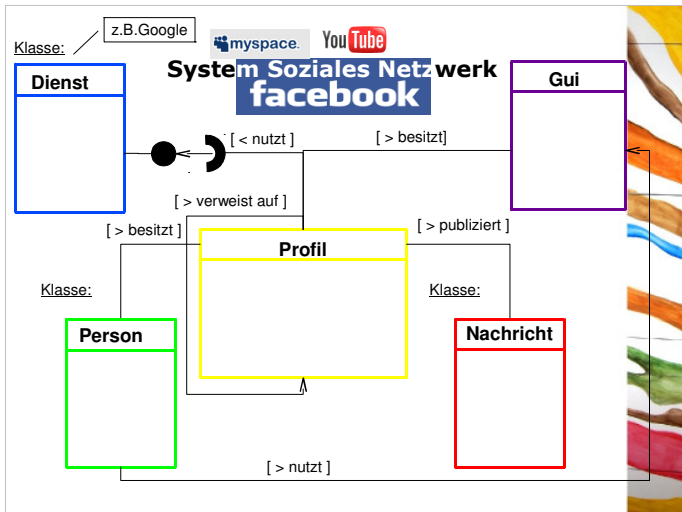 z.B.Google
Klasse:
myspace.
YouTube
System Soziales Netzwerk
facebook
Dienst
Gui
[ < nutzt ]
[ > besitzt]
[ > verweist auf ]
[ > besitzt ]
[ > publiziert ]
Profil
Klasse:
Klasse:
Person
Nachricht
[ > nutzt ]